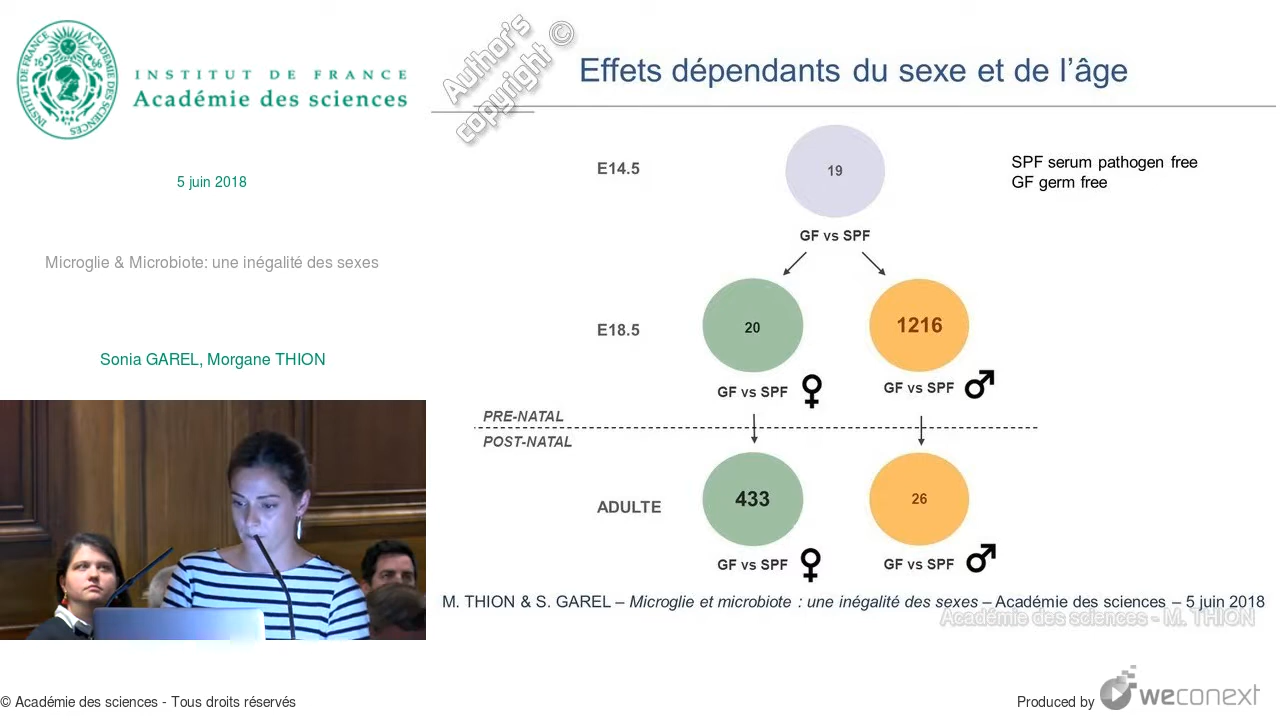 INSTITUT DE FRANCE
Académie des sciences
5 juin 2018
Microglie & Microbiote: une inégalité des sexes
Sonia GAREL, Morgane THION
Author's
copyright ©
Effets dépendants du sexe et de l'âge
E14.5
19
SPF serum pathogen free
GF germ free
GF vs SPF
E18.5
20
1216
GF vs SPF ♀
GF vs SPF ♂
PRE-NATAL
POST-NATAL
ADULTE
433
26
GF vs SPF ♀
GF vs SPF ♂
M. THION & S. GAREL – Microglie et microbiote : une inégalité des sexes – Académie des sciences – 5 juin 2018
Académie des sciences - M. THION
© Académie des sciences - Tous droits réservés
Produced by weconext